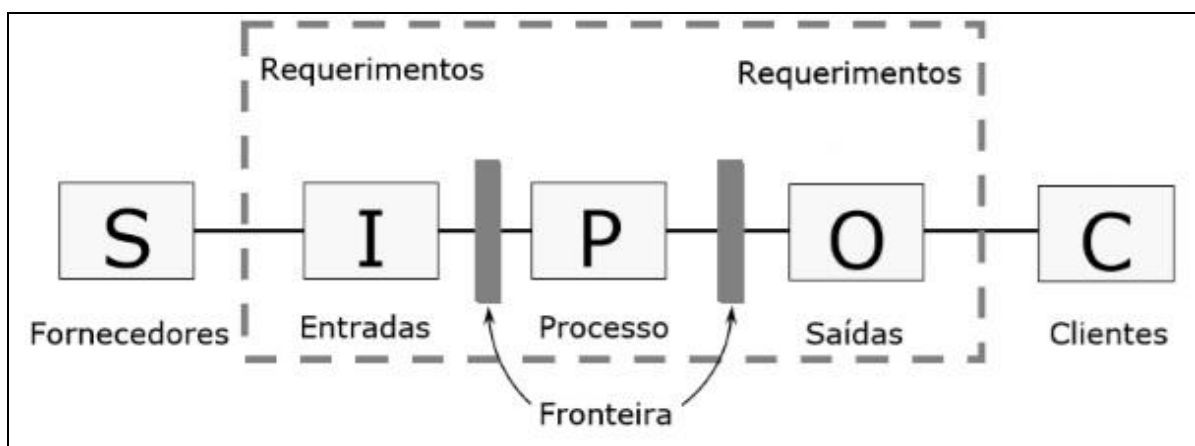 Requerimentos
Requerimentos
S
I
P
O
C
Fornecedores
Entradas
Processo
Saídas
Clientes
Fronteira